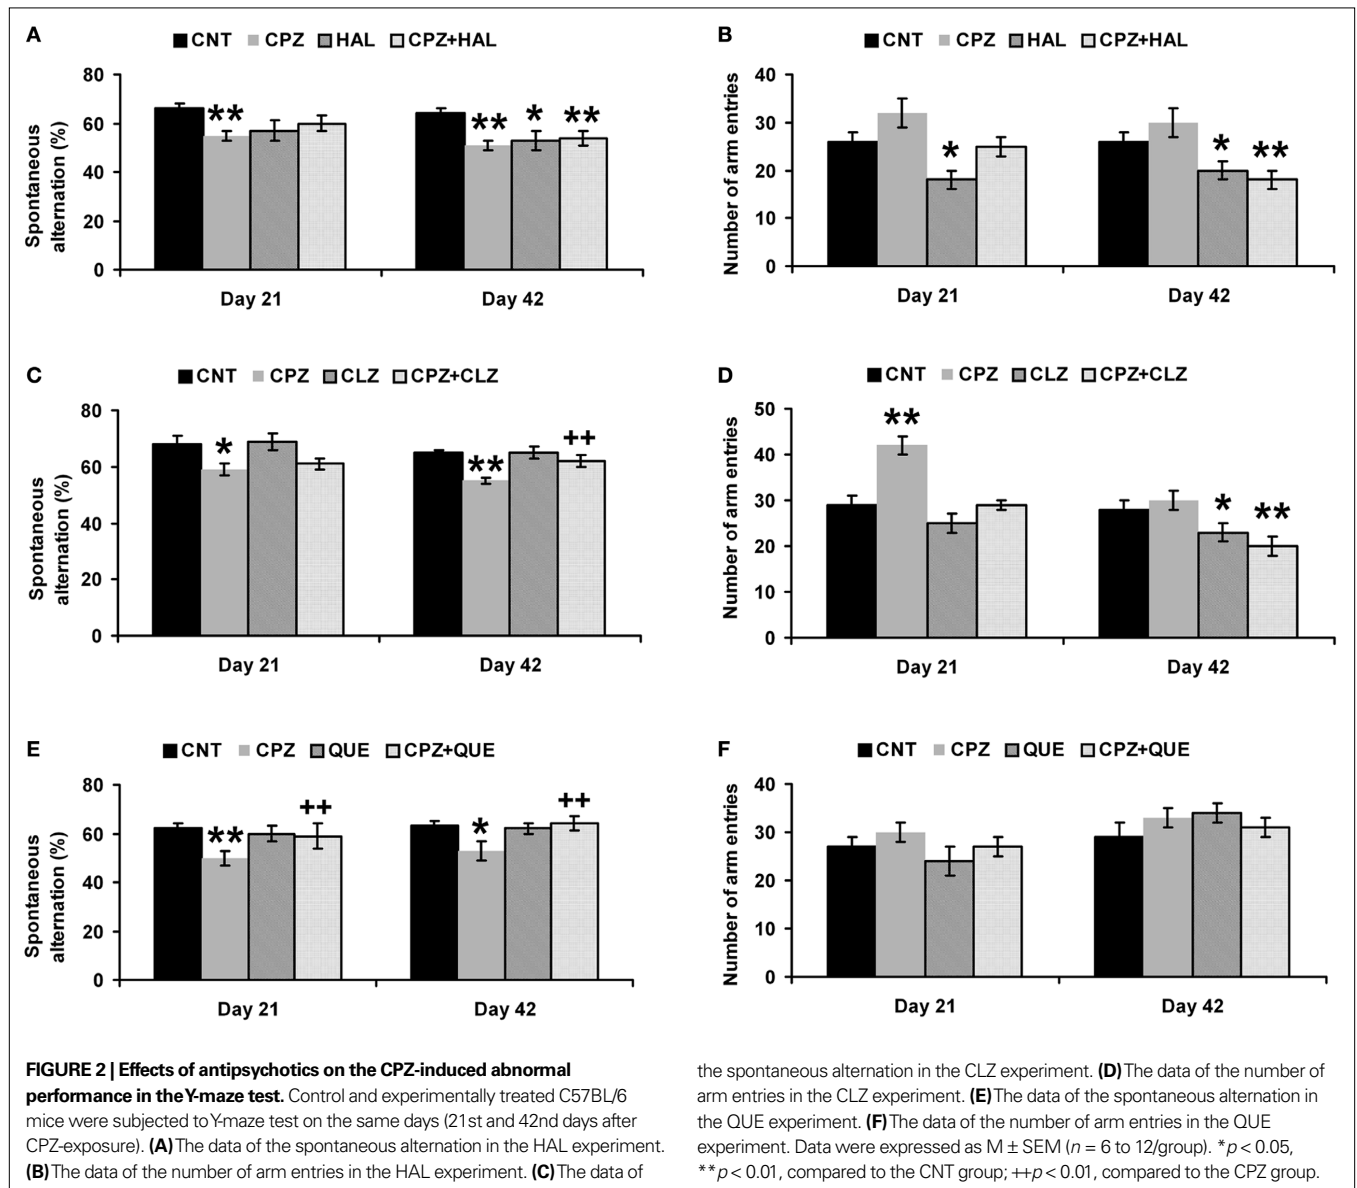 A
CNT CPZ HAL CPZ+HAL
Spontaneous
alternation (%)
80
60
40
20
0
** ** * **
Day 21 Day 42
B
CNT CPZ HAL CPZ+HAL
Number of arm entries
40
30
20
10
0
* * **
Day 21 Day 42
C
CNT CPZ CLZ CPZ+CLZ
Spontaneous
alternation (%)
80
60
40
20
0
* ** ++
Day 21 Day 42
D
CNT CPZ CLZ CPZ+CLZ
Number of arm entries
50
40
30
20
10
0
** * **
Day 21 Day 42
E
CNT CPZ QUE CPZ+QUE
Spontaneous
alternation (%)
80
60
40
20
0
** ++ * ++
Day 21 Day 42
F
CNT CPZ QUE CPZ+QUE
Number of arm entries
40
30
20
10
0
Day 21 Day 42
FIGURE 2 | Effects of antipsychotics on the CPZ-induced abnormal
performance in the Y-maze test. Control and experimentally treated C57BL/6
mice were subjected to Y-maze test on the same days (21st and 42nd days after
CPZ-exposure). (A) The data of the spontaneous alternation in the HAL experiment.
(B) The data of the number of arm entries in the HAL experiment. (C) The data of
the spontaneous alternation in the CLZ experiment. (D) The data of the number of
arm entries in the CLZ experiment. (E) The data of the spontaneous alternation in
the QUE experiment. (F) The data of the number of arm entries in the QUE
experiment. Data were expressed as M ± SEM (n = 6 to 12/group). *p < 0.05,
**p < 0.01, compared to the CNT group; ++p < 0.01, compared to the CPZ group.